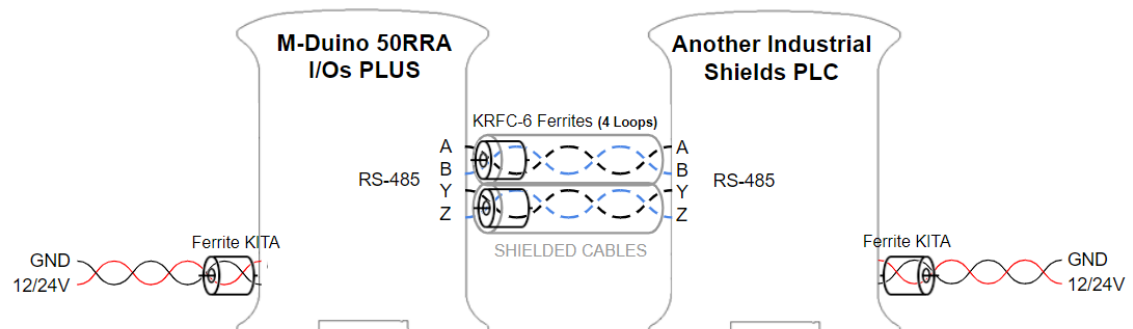 M-Duino 50RRA
I/Os PLUS
Another Industrial
Shields PLC
KRFC-6 Ferrites (4 Loops)
A
B
Y
Z
RS-485
A
B
Y
Z
RS-485
SHIELDED CABLES
Ferrite KITA
GND
12/24V
Ferrite KITA
GND
12/24V